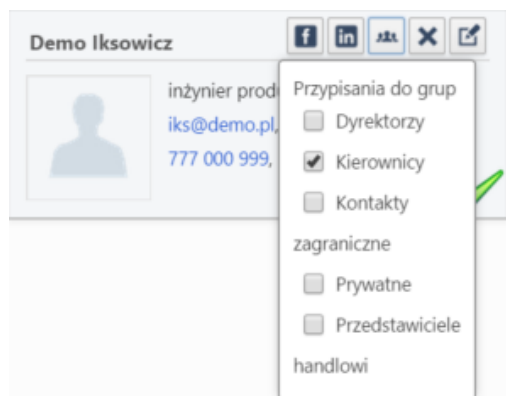 Demo Iksowicz
inżynier prod
iks@demo.pl,
777 000 999,
Przypisania do grup
Dyrektorzy
Kierownicy
Kontakty
zagraniczne
Prywatne
Przedstawiciele
handlowi